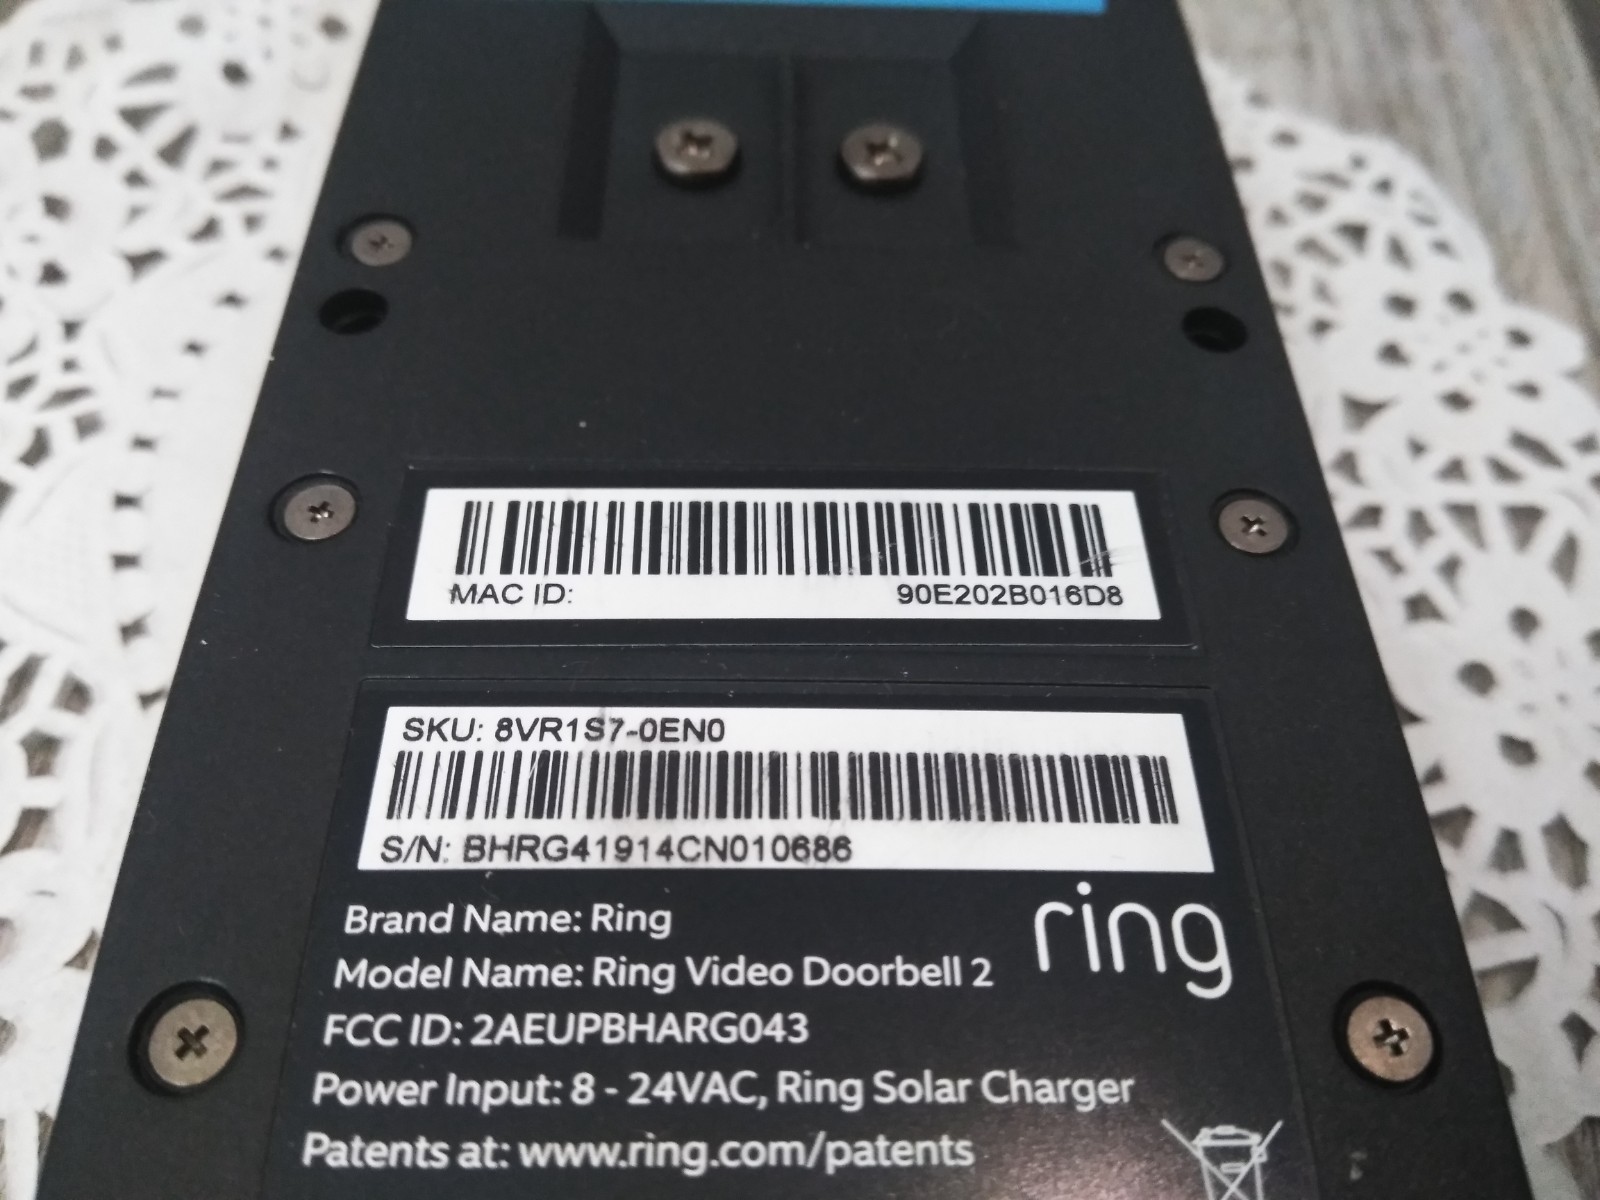 MAC ID: 90E202B016D8
SKU: 8VR1S7-0EN0
S/N: BHRG41914CN010686
Brand Name: Ring
ring
Model Name: Ring Video Doorbell 2
FCC ID: 2AEUPBHARG043
Power Input: 8 - 24VAC, Ring Solar Charger
Patents at: www.ring.com/patents